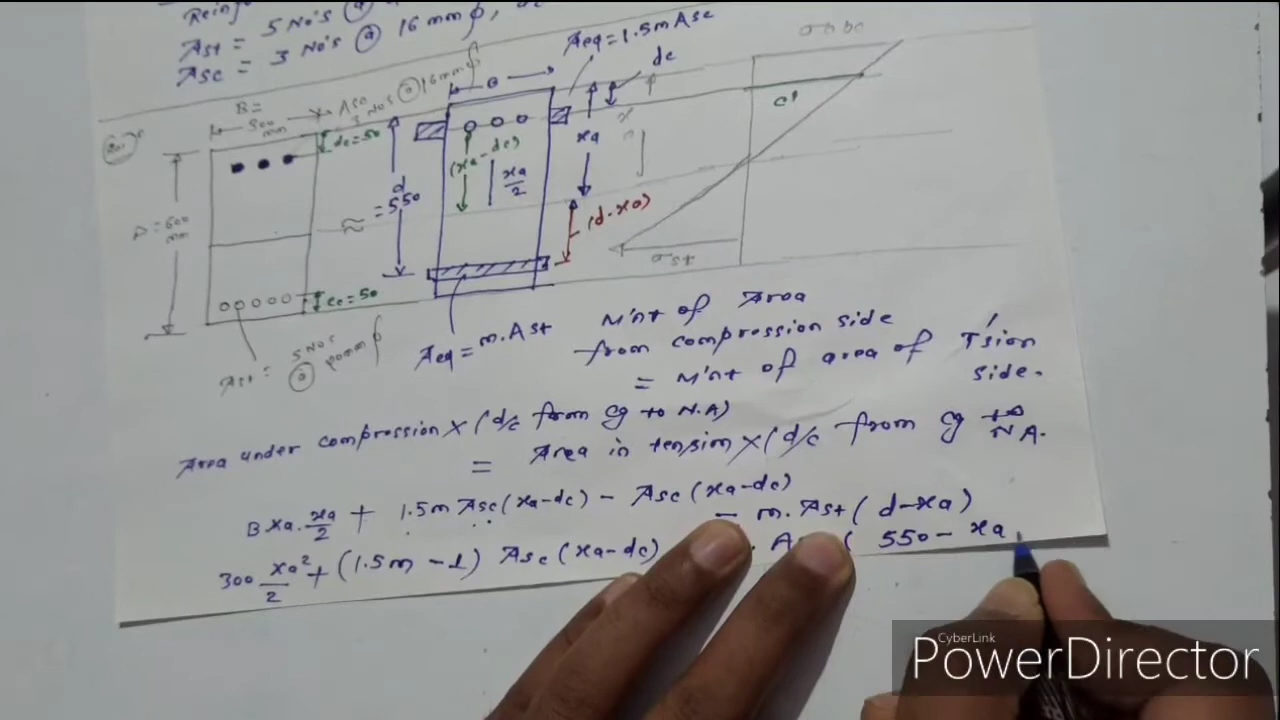 Ast = 5 No's @
Asc = 3 No's @ 16 mm φ,
B =
300
mm
Asc
3 No's @ 16 mm φ
dc=50
D = 600
mm
ec=50
Ast =
5 NOS
@ 20mm φ
≈
d
= 550
B
Aeq = 1.5m Asc
dc
xa
(xa-dc)
xa/2
(d-xa)
Aeq = m.Ast
σcbc
c'
σst
M'nt of Area
from compression side
= M'nt of area of T'sion
side.
Area under compression X (d/c from cg to N.A)
= Area in tension X (d/c from cg to
N A.
B xa. xa/2 + 1.5m Asc (xa-dc) - Asc (xa-dc)
= m. Ast ( d-xa)
300 xa²/2 + (1.5m -1) Asc (xa-dc) ( 550 - xa
CyberLink
PowerDirector